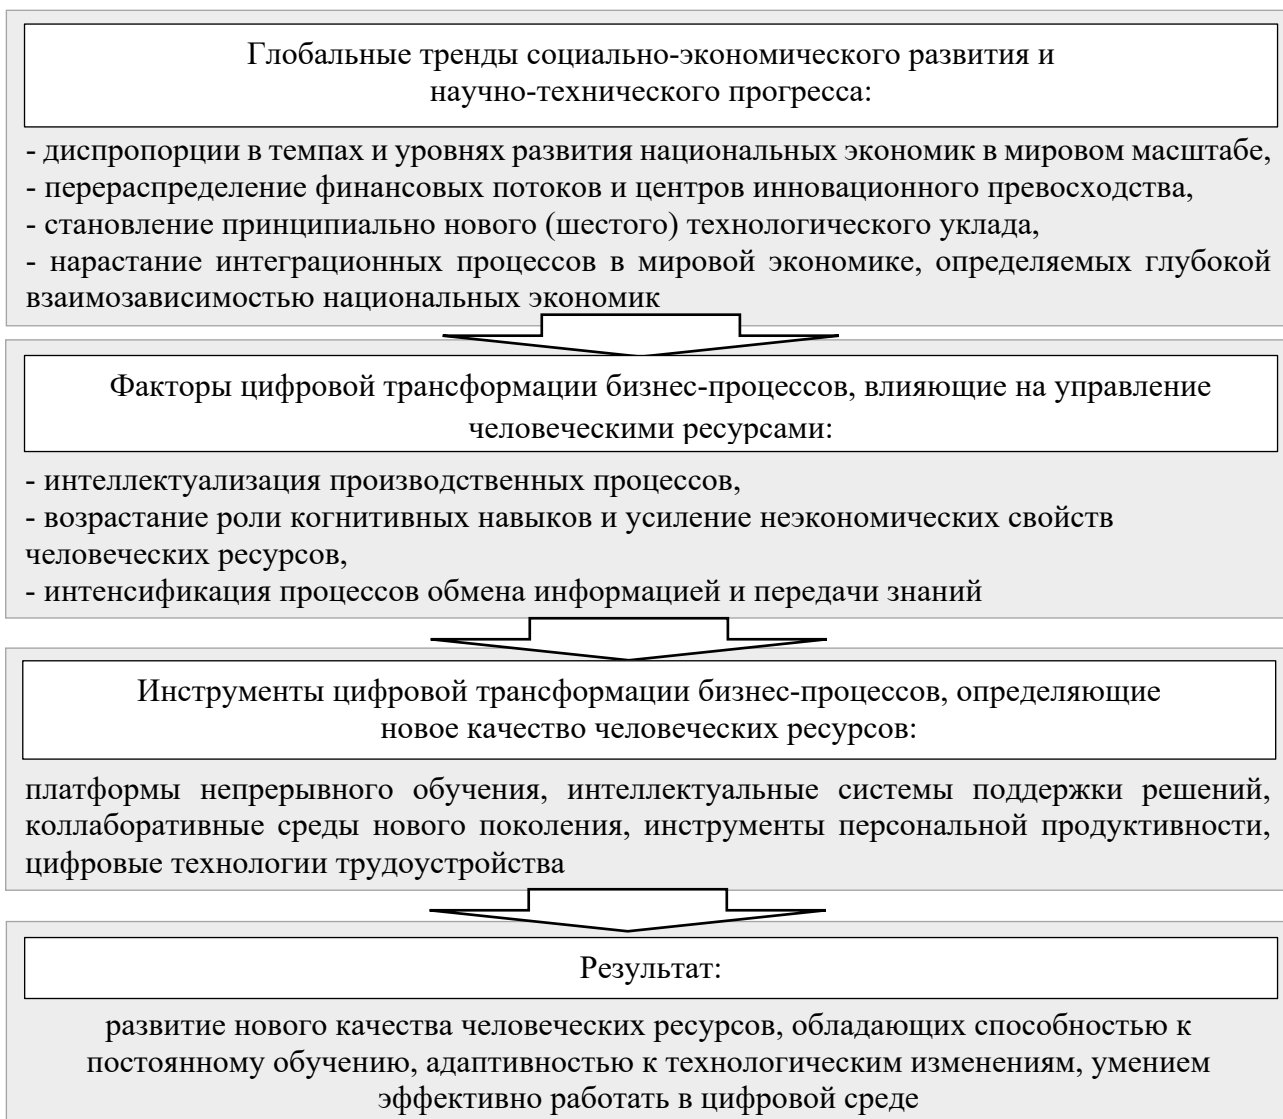 Глобальные тренды социально-экономического развития и
научно-технического прогресса:
- диспропорции в темпах и уровнях развития национальных экономик в мировом масштабе,
- перераспределение финансовых потоков и центров инновационного превосходства,
- становление принципиально нового (шестого) технологического уклада,
- нарастание интеграционных процессов в мировой экономике, определяемых глубокой
взаимозависимостью национальных экономик
Факторы цифровой трансформации бизнес-процессов, влияющие на управление
человеческими ресурсами:
- интеллектуализация производственных процессов,
- возрастание роли когнитивных навыков и усиление неэкономических свойств
человеческих ресурсов,
- интенсификация процессов обмена информацией и передачи знаний
Инструменты цифровой трансформации бизнес-процессов, определяющие
новое качество человеческих ресурсов:
платформы непрерывного обучения, интеллектуальные системы поддержки решений,
коллаборативные среды нового поколения, инструменты персональной продуктивности,
цифровые технологии трудоустройства
Результат:
развитие нового качества человеческих ресурсов, обладающих способностью к
постоянному обучению, адаптивностью к технологическим изменениям, умением
эффективно работать в цифровой среде